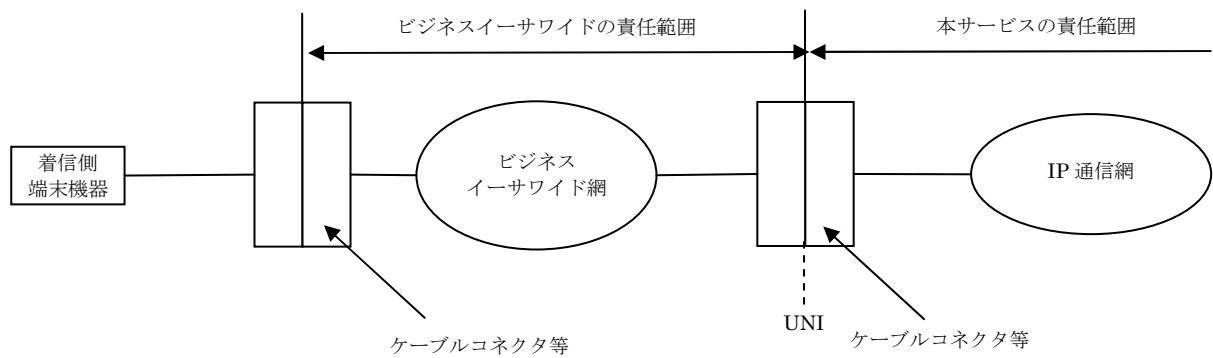 ビジネスイーサワイドの責任範囲
本サービスの責任範囲
着信側
端末機器
ビジネス
イーサワイド網
IP 通信網
UNI
ケーブルコネクタ等
ケーブルコネクタ等